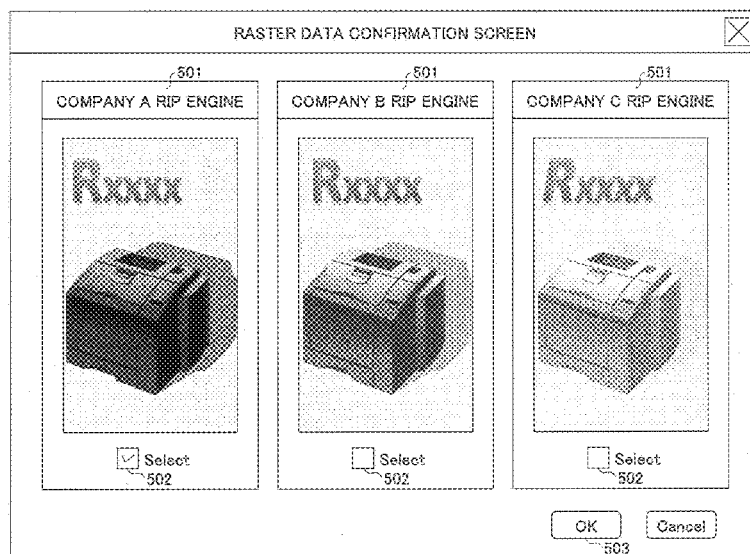 RASTER DATA CONFIRMATION SCREEN
501 501 501
COMPANY A RIP ENGINE COMPANY B RIP ENGINE COMPANY C RIP ENGINE
Rxxxx Rxxxx Rxxxx
Select Select Select
502 502 502
OK Cancel
503